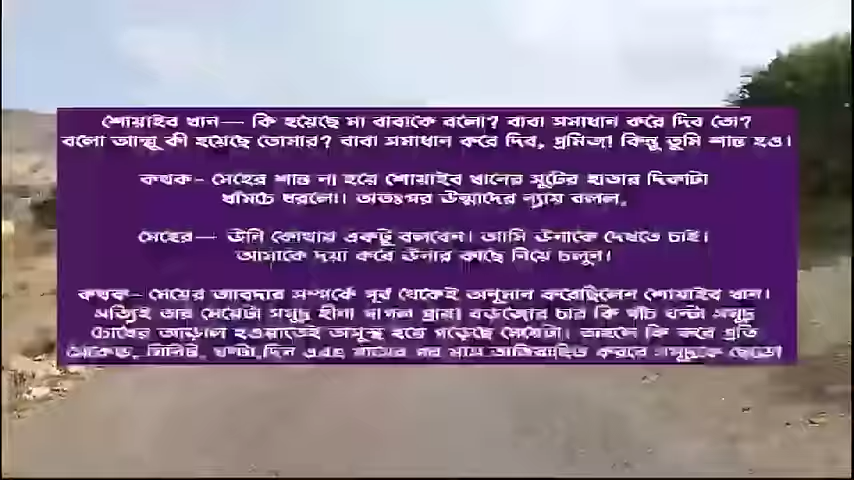 শোয়াইব খান— কি হয়েছে মা বাবাকে বলো? বাবা সমাধান করে দিব তো?
বলো আম্মু কী হয়েছে তোমার? বাবা সমাধান করে দিব, প্রমিজ! কিন্তু তুমি শান্ত হও।
কথক- মেহের শান্ত না হয়ে শোয়াইব খানের সুটের হাতার দিকটা
খামচে ধরলো। অতঃপর উন্মাদের ন্যায় বলল,
মেহের— উনি কোথায় একটু বলবেন। আমি উনাকে দেখতে চাই।
আমাকে দয়া করে উনার কাছে নিয়ে চলুন।
কথক- মেয়ের আবদার সম্পর্কে পূর্ব থেকেই অনুমান করেছিলেন শোয়াইব খান।
সত্যিই তার মেয়েটা সমুদ্র হীনা পাগল প্রায়। বড়জোর চার কি পাঁচ ঘন্টা সমুদ্র
চোখের আড়াল হওয়াতেই অসুস্থ হয়ে পড়েছে মেয়েটা। তাহলে কি করে প্রতি
সেকেন্ড, মিনিট, ঘণ্টা,দিন এবং মাসের পর মাস অতিবাহিত করবে সমুদ্রকে ছেড়ে!